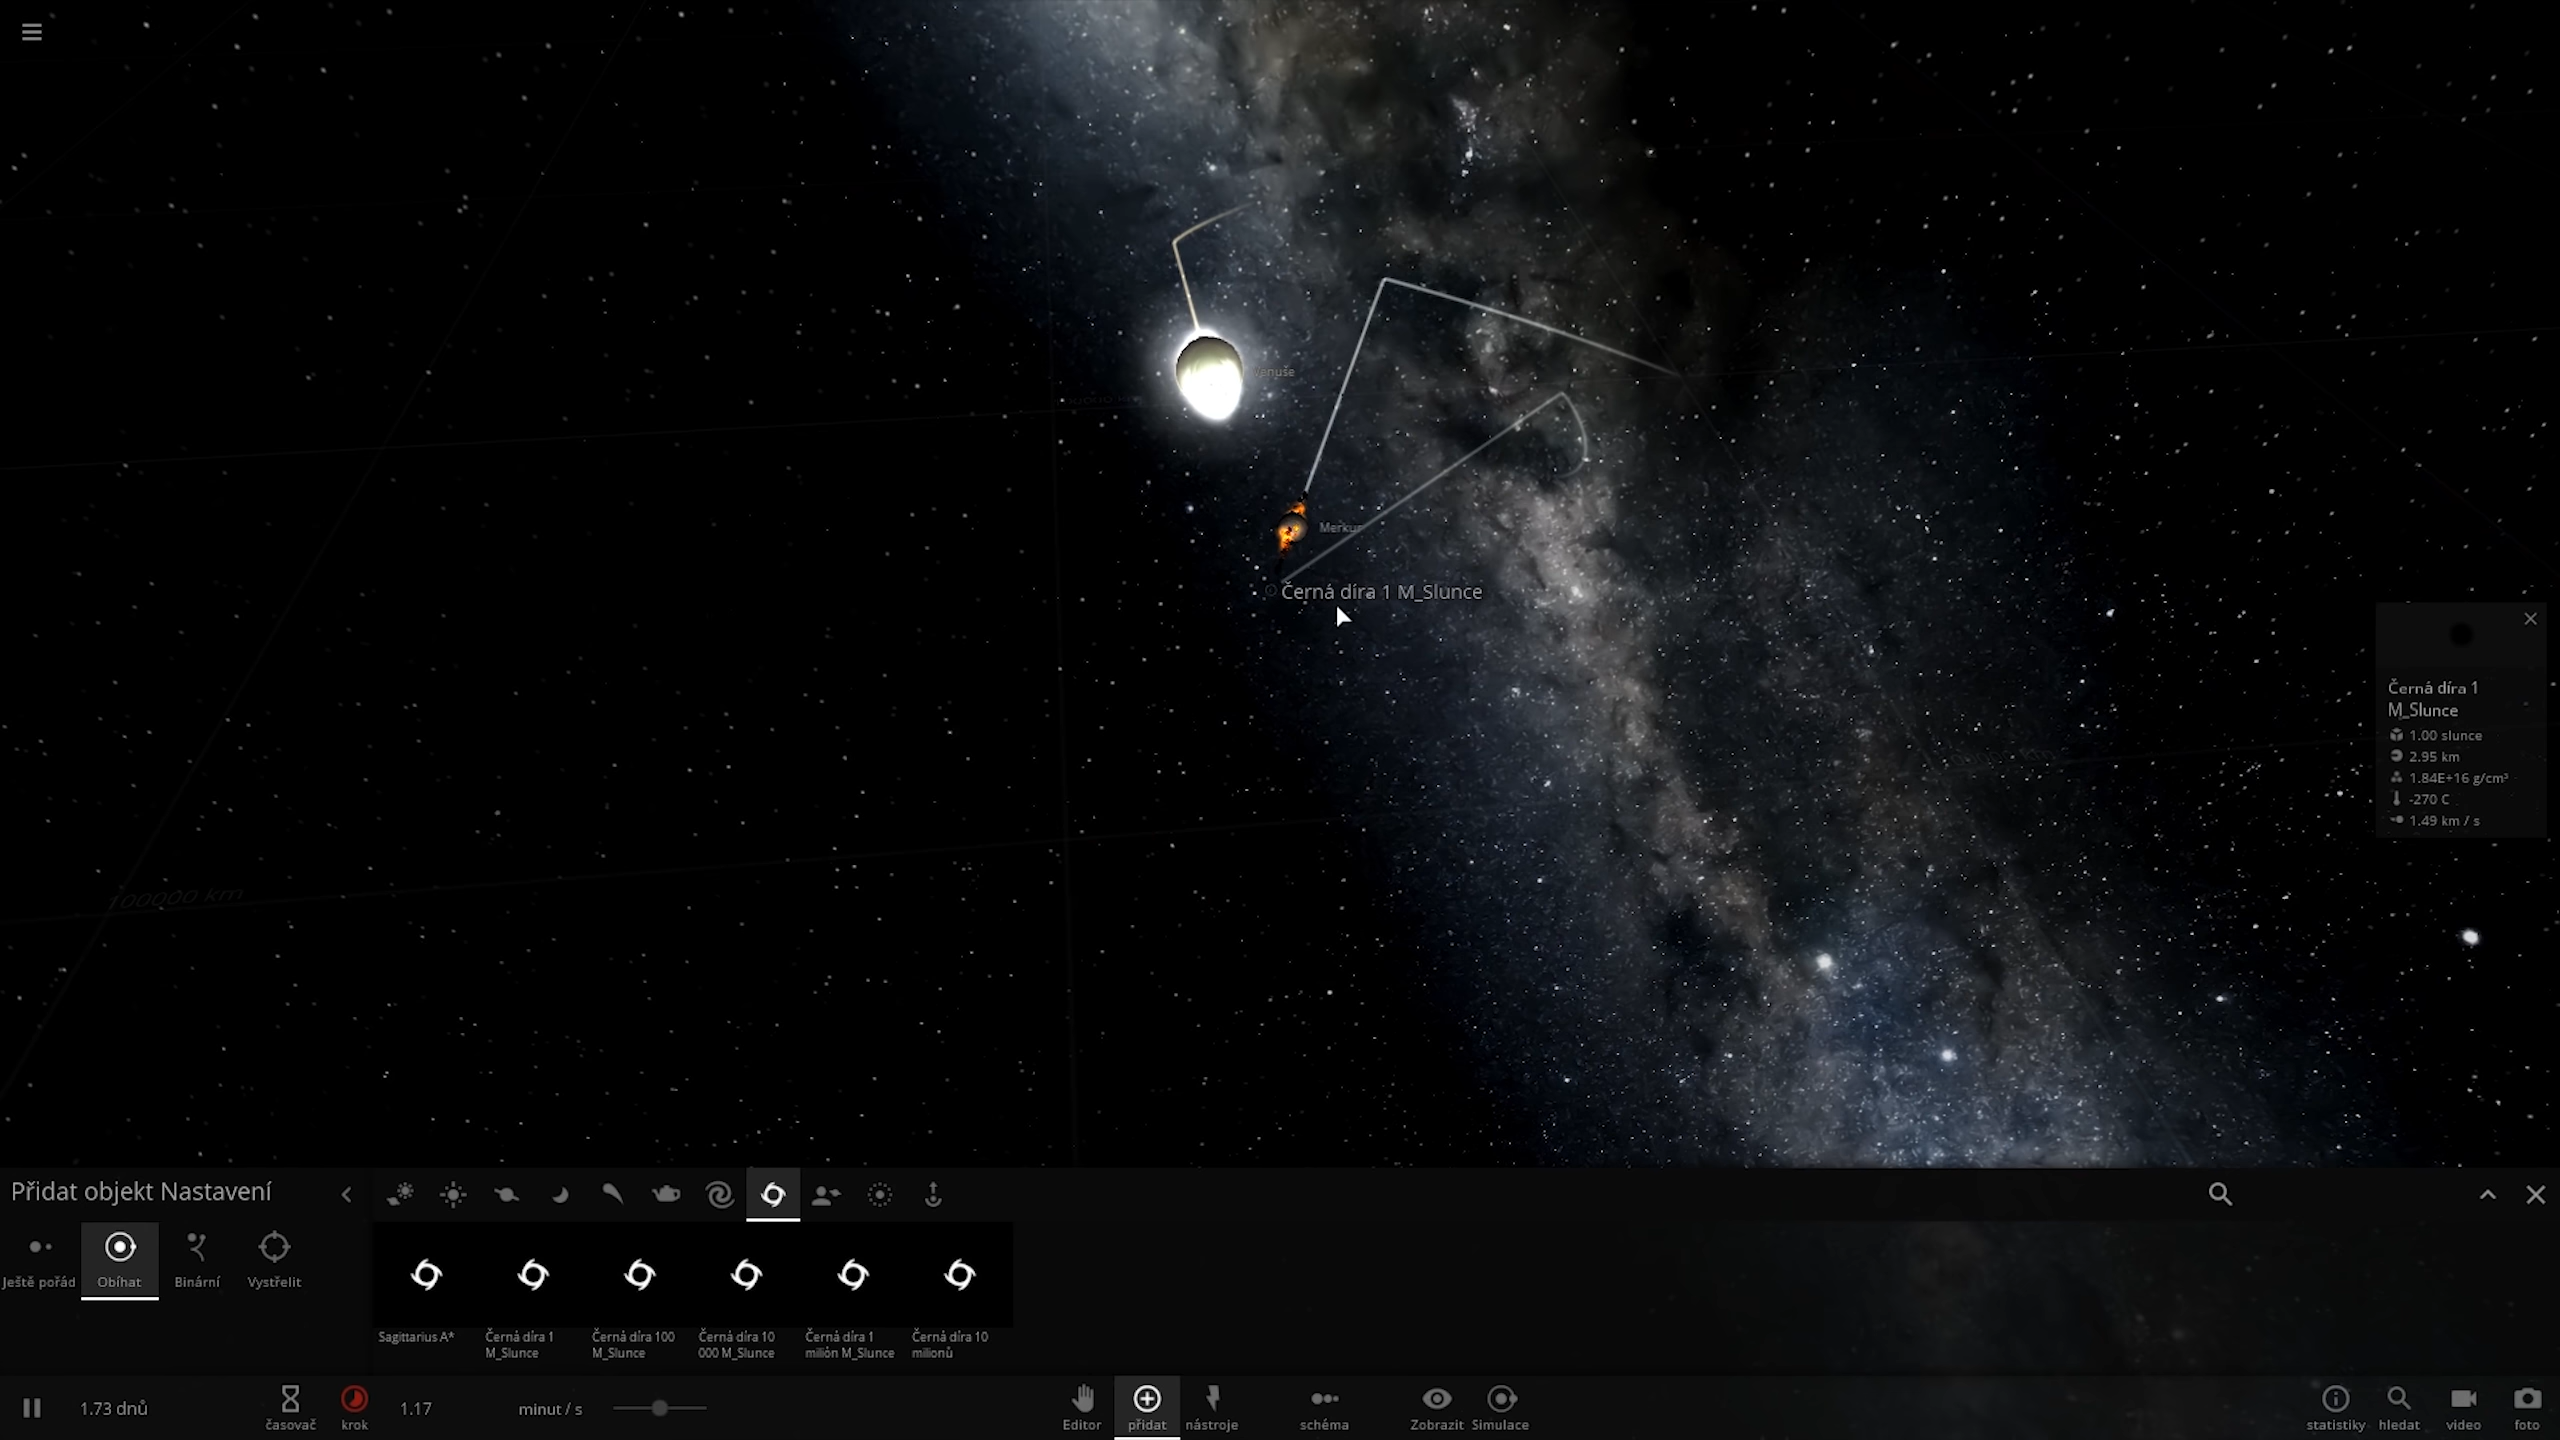 Venuše
Merkur
Černá díra 1 M_Slunce
100000 km
Černá díra 1
M_Slunce
1.00 slunce
2.95 km
1.84E+16 g/cm³
-270 C
1.49 km / s
Přidat objekt Nastavení
Ještě pořád
Obíhat
Binární
Vystřelit
Sagittarius A*
Černá díra 1
M_Slunce
Černá díra 100
M_Slunce
Černá díra 10
000 M_Slunce
Černá díra 1
milión M_Slunce
Černá díra 10
milionů
1.73 dnů
časovač
krok
1.17
minut / s
Editor
přidat
nástroje
schéma
Zobrazit
Simulace
statistiky
hledat
video
foto